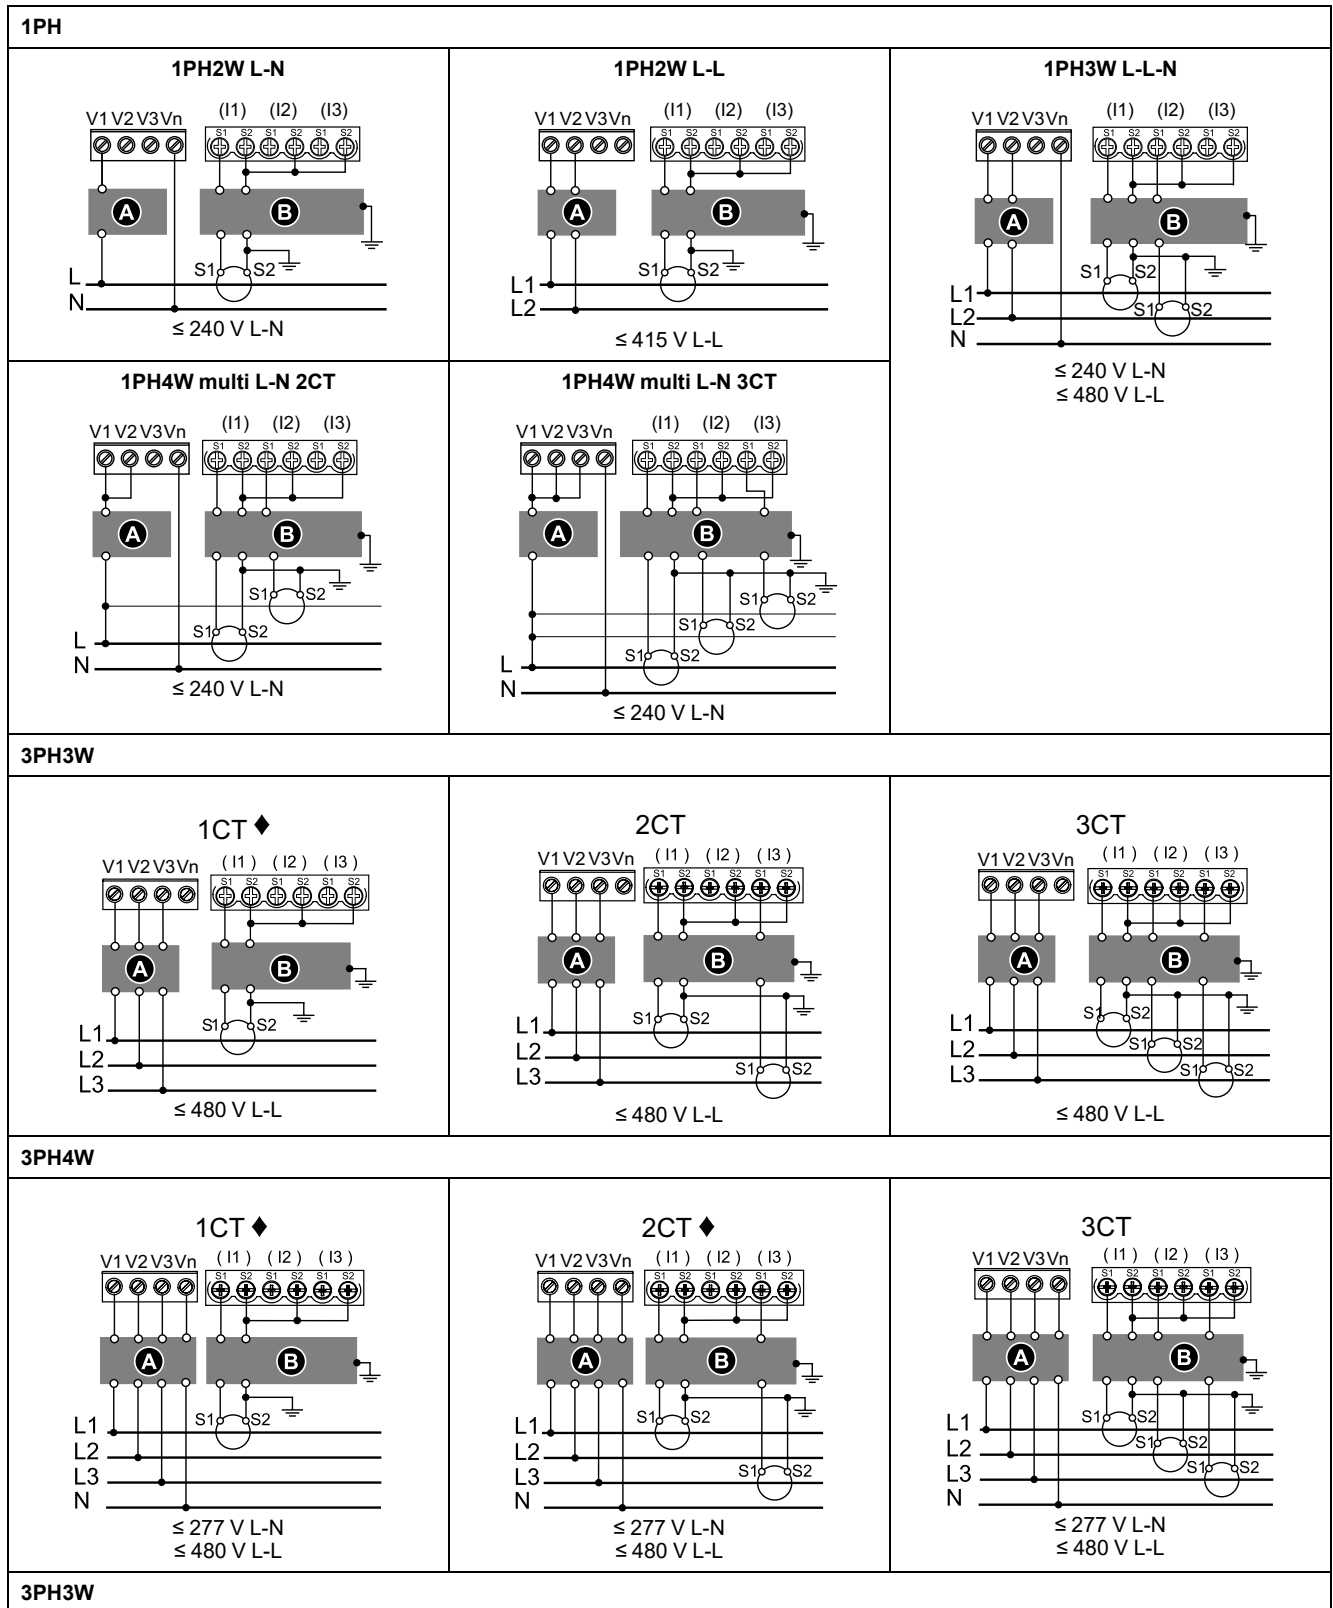 1PH
1PH2W L-N
V1 V2 V3 Vn (I1) (I2) (I3)
S1 S2 S1 S2 S1 S2
A B
S1 S2
L
N
≤ 240 V L-N
1PH2W L-L
V1 V2 V3 Vn (I1) (I2) (I3)
S1 S2 S1 S2 S1 S2
A B
S1 S2
L1
L2
≤ 415 V L-L
1PH3W L-L-N
V1 V2 V3 Vn (I1) (I2) (I3)
S1 S2 S1 S2 S1 S2
A B
S1 S2
L1
S1 S2
L2
N
≤ 240 V L-N
≤ 480 V L-L
1PH4W multi L-N 2CT
V1 V2 V3 Vn (I1) (I2) (I3)
S1 S2 S1 S2 S1 S2
A B
S1 S2
S1 S2
L
N
≤ 240 V L-N
1PH4W multi L-N 3CT
V1 V2 V3 Vn (I1) (I2) (I3)
S1 S2 S1 S2 S1 S2
A B
S1 S2
S1 S2
S1 S2
L
N
≤ 240 V L-N
3PH3W
1CT ♦
V1 V2 V3 Vn ( I1 ) ( I2 ) ( I3 )
S1 S2 S1 S2 S1 S2
A B
S1 S2
L1
L2
L3
≤ 480 V L-L
2CT
V1 V2 V3 Vn ( I1 ) ( I2 ) ( I3 )
S1 S2 S1 S2 S1 S2
A B
S1 S2
L1
L2
S1 S2
L3
≤ 480 V L-L
3CT
V1 V2 V3 Vn ( I1 ) ( I2 ) ( I3 )
S1 S2 S1 S2 S1 S2
A B
S1 S2
L1
S1 S2
L2
S1 S2
L3
≤ 480 V L-L
3PH4W
1CT ♦
V1 V2 V3 Vn ( I1 ) ( I2 ) ( I3 )
S1 S2 S1 S2 S1 S2
A B
S1 S2
L1
L2
L3
N
≤ 277 V L-N
≤ 480 V L-L
2CT ♦
V1 V2 V3 Vn ( I1 ) ( I2 ) ( I3 )
S1 S2 S1 S2 S1 S2
A B
S1 S2
L1
L2
S1 S2
L3
N
≤ 277 V L-N
≤ 480 V L-L
3CT
V1 V2 V3 Vn ( I1 ) ( I2 ) ( I3 )
S1 S2 S1 S2 S1 S2
A B
S1 S2
L1
S1 S2
L2
S1 S2
L3
N
≤ 277 V L-N
≤ 480 V L-L
3PH3W